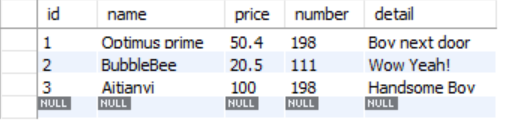 id name price number detail
1 Optimus prime 50.4 198 Boy next door
2 BubbleBee 20.5 111 Wow Yeah!
3 Aitianyi 100 198 Handsome Boy
NULL NULL NULL NULL NULL